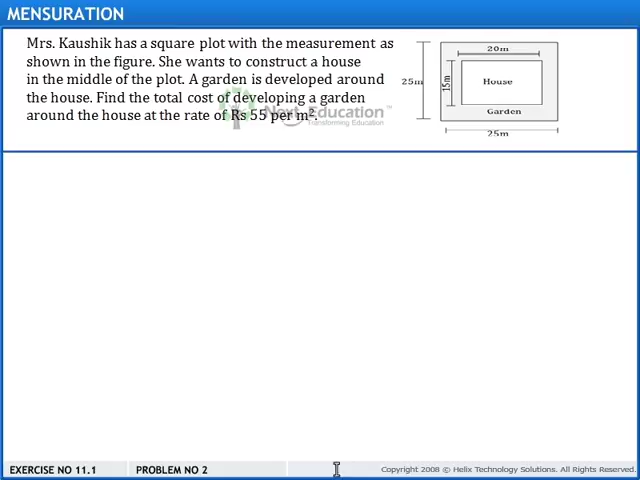 MENSURATION
Mrs. Kaushik has a square plot with the measurement as
shown in the figure. She wants to construct a house
in the middle of the plot. A garden is developed around
the house. Find the total cost of developing a garden
around the house at the rate of Rs 55 per m².
Next Education™
Transforming Education
20m
25m
15m
House
Garden
25m
EXERCISE NO 11.1
PROBLEM NO 2
Copyright 2008 © Helix Technology Solutions. All Rights Reserved.